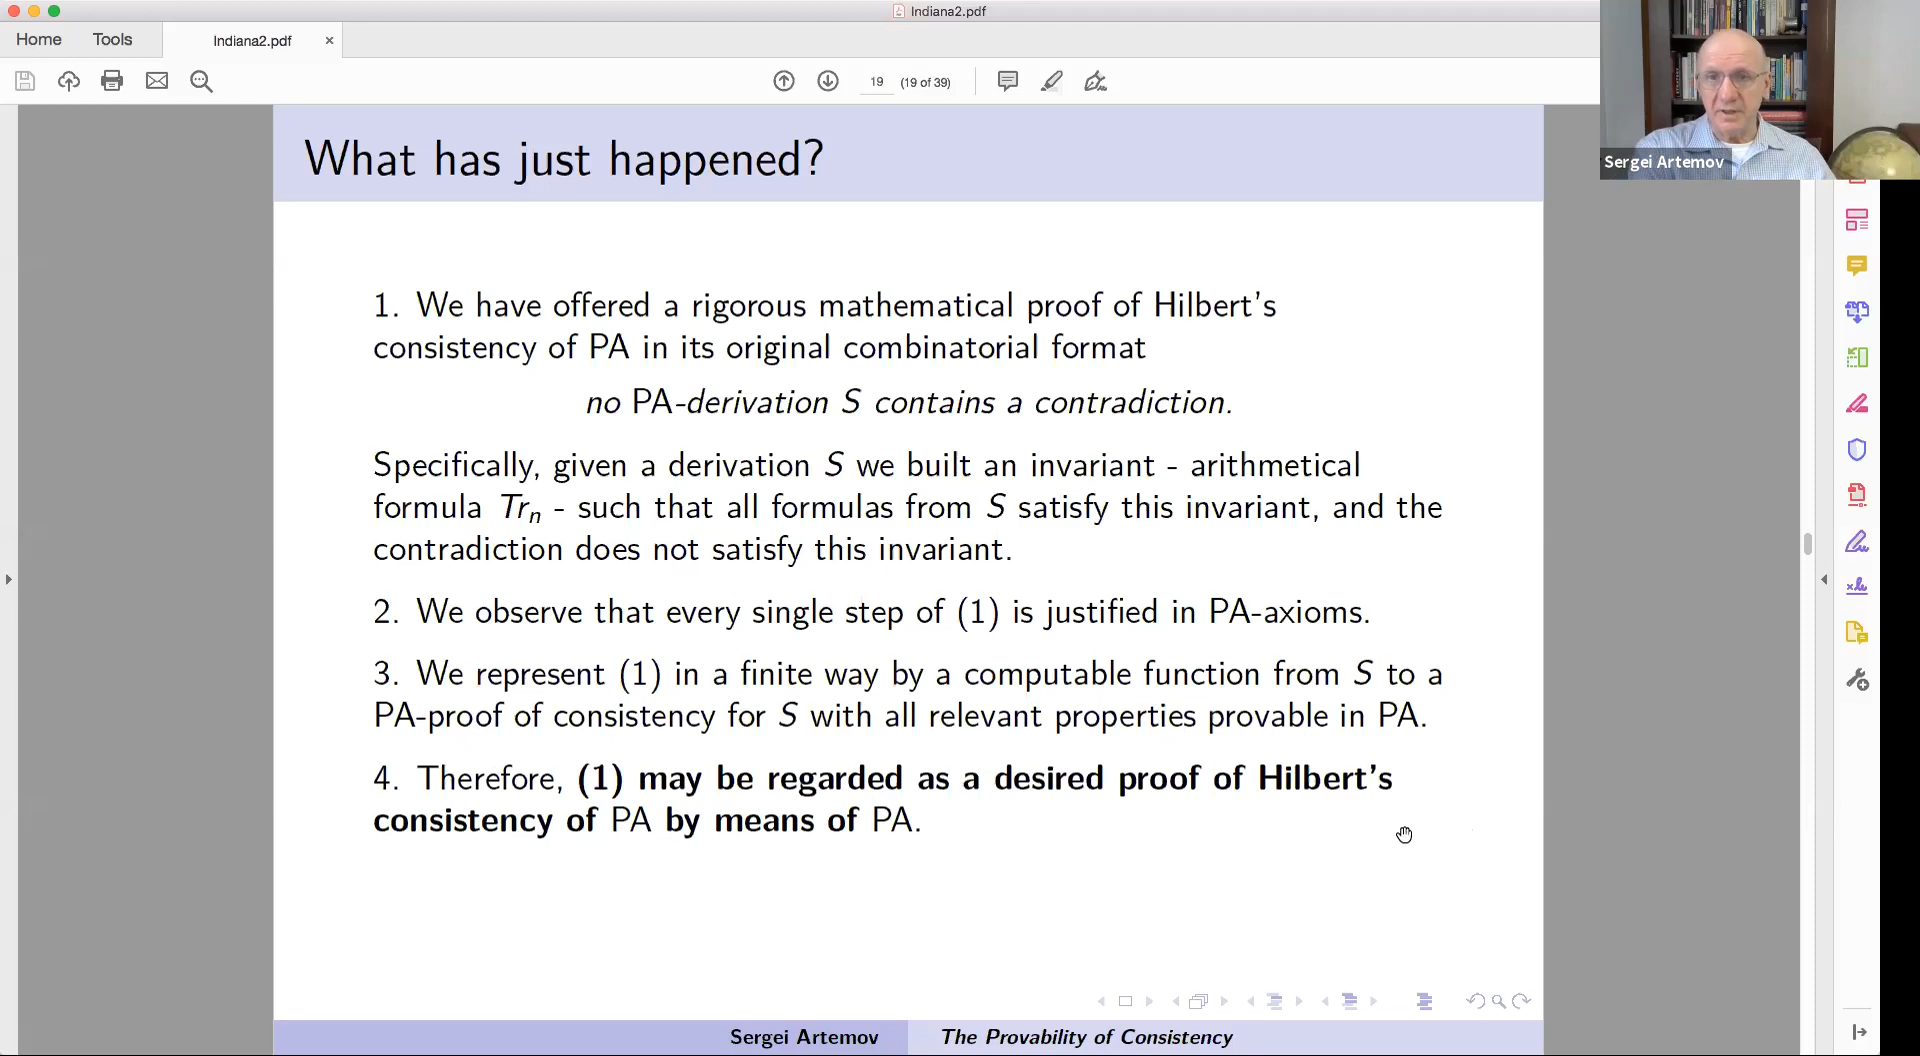 Indiana2.pdf
Home
Tools
Indiana2.pdf
19
(19 of 39)
Sergei Artemov
What has just happened?
1. We have offered a rigorous mathematical proof of Hilbert's
consistency of PA in its original combinatorial format
no PA-derivation S contains a contradiction.
Specifically, given a derivation S we built an invariant - arithmetical
formula Trn - such that all formulas from S satisfy this invariant, and the
contradiction does not satisfy this invariant.
2. We observe that every single step of (1) is justified in PA-axioms.
3. We represent (1) in a finite way by a computable function from S to a
PA-proof of consistency for S with all relevant properties provable in PA.
4. Therefore, (1) may be regarded as a desired proof of Hilbert's
consistency of PA by means of PA.
Sergei Artemov
The Provability of Consistency